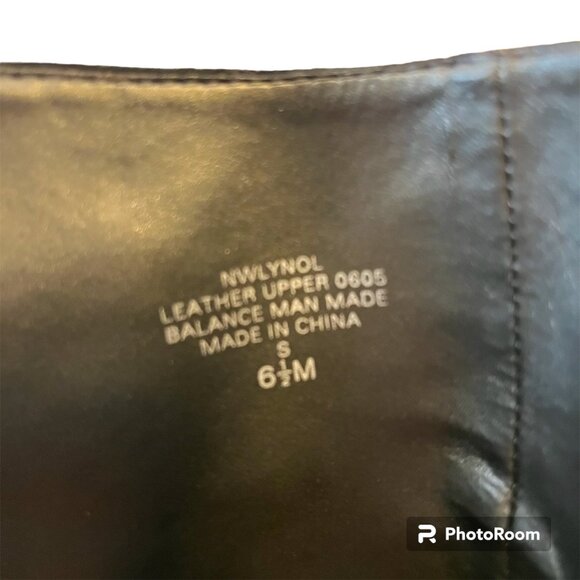 NWLYNOL
LEATHER UPPER 0605
BALANCE MAN MADE
MADE IN CHINA
S
6½M
PhotoRoom